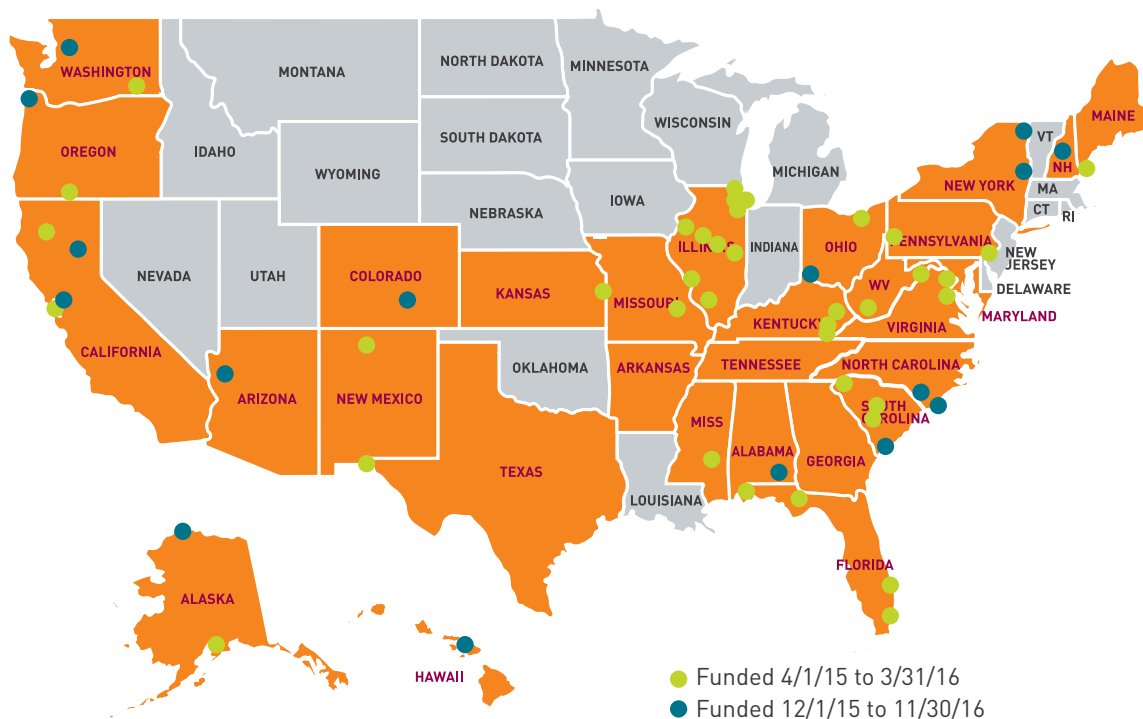 WASHINGTON
MONTANA
NORTH DAKOTA
MINNESOTA
MAINE
VT
WISCONSIN
SOUTH DAKOTA
OREGON
IDAHO
NH
MICHIGAN
WYOMING
NEW YORK
MA
IOWA
CT
RI
NEBRASKA
ILLINOIS
INDIANA
OHIO
PENNSYLVANIA
NEW
JERSEY
NEVADA
UTAH
COLORADO
KANSAS
MISSOURI
WV
DELAWARE
KENTUCKY
VIRGINIA
MARYLAND
CALIFORNIA
OKLAHOMA
ARKANSAS
TENNESSEE
NORTH CAROLINA
ARIZONA
NEW MEXICO
SOUTH
CAROLINA
MISS
ALABAMA
GEORGIA
TEXAS
LOUISIANA
FLORIDA
ALASKA
HAWAII
Funded 4/1/15 to 3/31/16
Funded 12/1/15 to 11/30/16